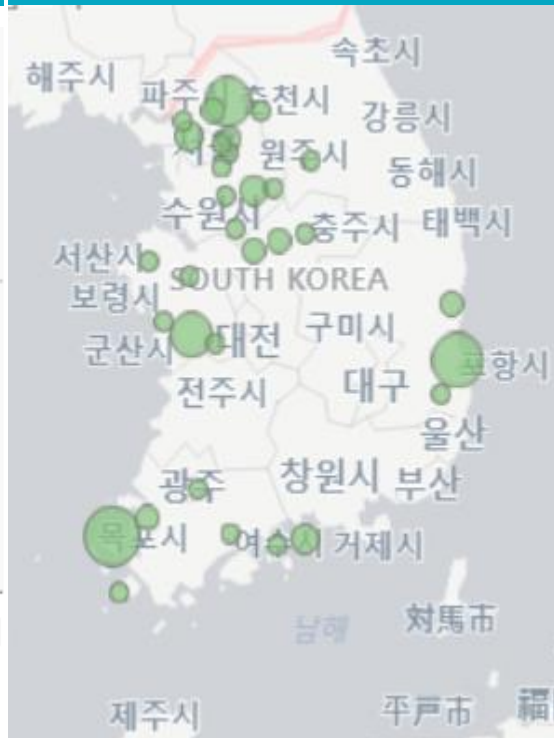 속초시
해주시
파주
춘천시
강릉시
서울
원주시
동해시
수원시
충주시
태백시
서산시
SOUTH KOREA
보령시
구미시
대전
군산시
포항시
대구
전주시
울산
창원시
부산
광주
목포시
여수시
거제시
対馬市
남해
제주시
平戸市
福